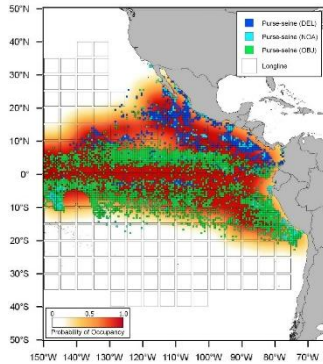 50°N
40°N
30°N
20°N
10°N
0°
10°S
20°S
30°S
40°S
50°S
150°W 140°W 130°W 120°W 110°W 100°W 90°W 80°W 70°W
Purse-seine (DEL)
Purse-seine (NOA)
Purse-seine (OBJ)
Longline
0 0.5 1.0
Probability of Occupancy